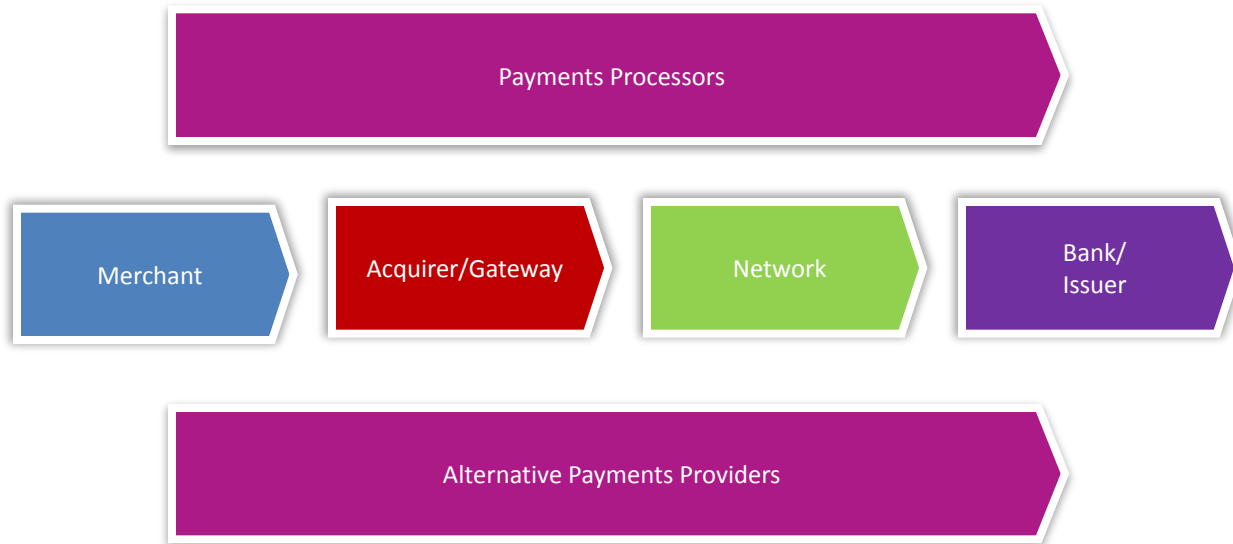 Payments Processors
Merchant
Acquirer/Gateway
Network
Bank/
Issuer
Alternative Payments Providers